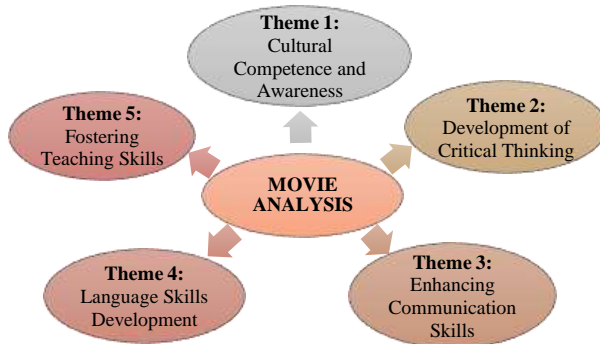 Theme 1:
Cultural
Competence and
Awareness
Theme 2:
Development of
Critical Thinking
Theme 3:
Enhancing
Communication
Skills
Theme 4:
Language Skills
Development
Theme 5:
Fostering
Teaching Skills
MOVIE
ANALYSIS